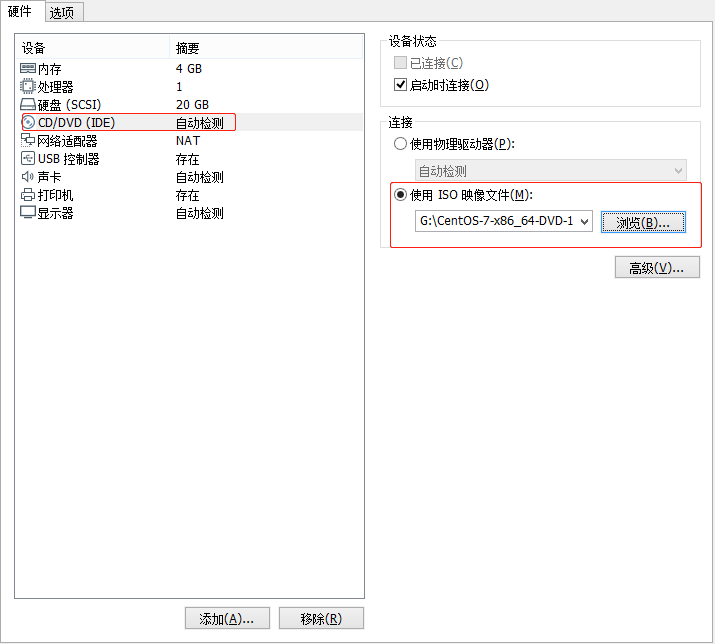 硬件 选项
设备 摘要
内存 4 GB
处理器 1
硬盘 (SCSI) 20 GB
CD/DVD (IDE) 自动检测
网络适配器 NAT
USB 控制器 存在
声卡 自动检测
打印机 存在
显示器 自动检测
添加(A)... 移除(R)
设备状态
已连接(C)
启动时连接(O)
连接
使用物理驱动器(P):
自动检测
使用 ISO 映像文件(M):
G:\CentOS-7-x86_64-DVD-1 浏览(B)...
高级(V)...